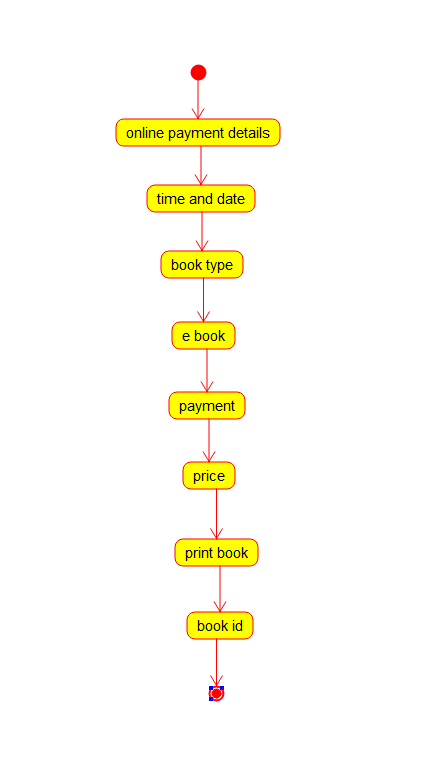 online payment details
time and date
book type
e book
payment
price
print book
book id